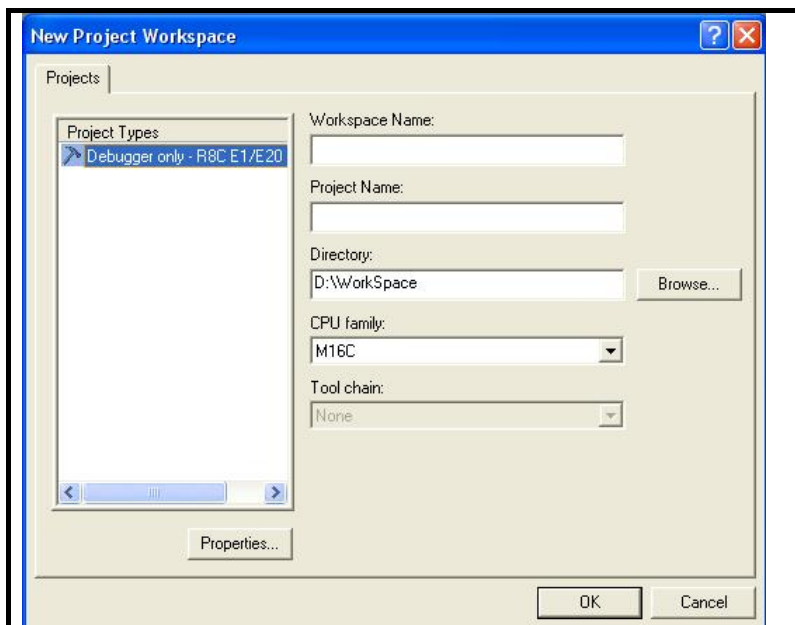 New Project Workspace
Projects
Project Types
Debugger only - R8C E1/E20
Workspace Name:
Project Name:
Directory:
D:\WorkSpace
Browse...
CPU family:
M16C
Tool chain:
None
Properties...
OK
Cancel